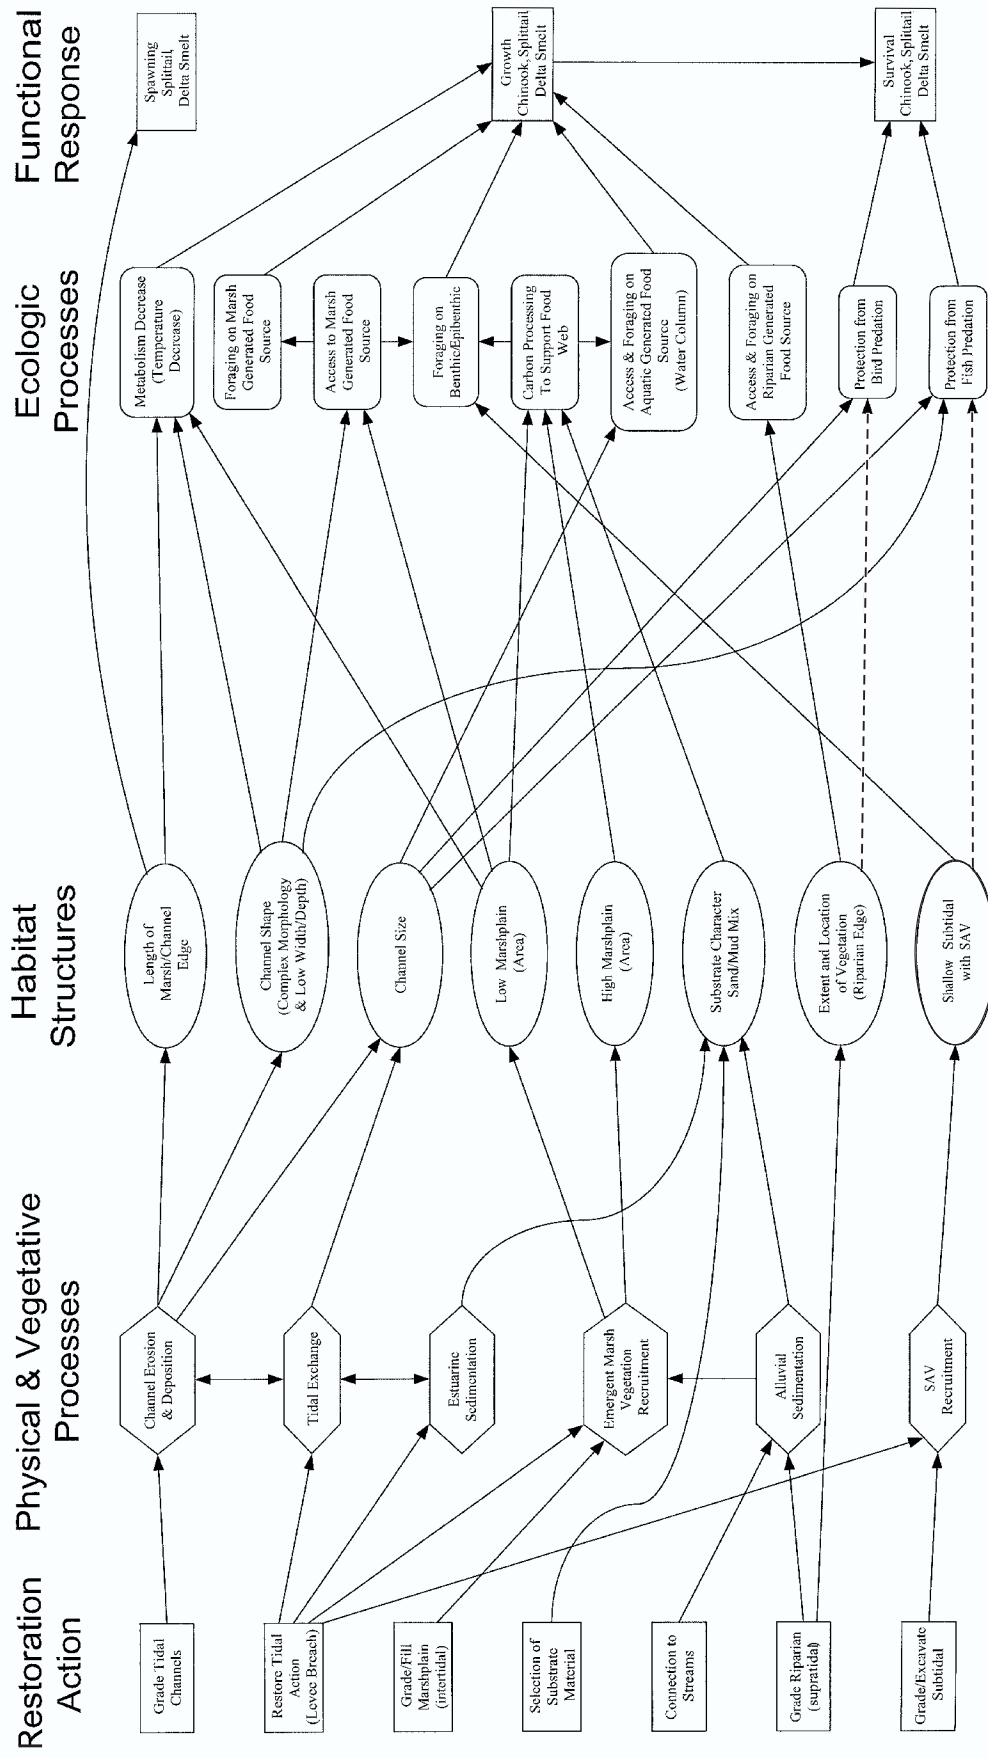 Restoration
Action
Physical & Vegetative
Processes
Habitat
Structures
Ecologic
Processes
Functional
Response
Grade Tidal
Channels
Restore Tidal
Action
(Levee Breach)
Grade/Fill
Marshplain
(intertidal)
Selection of
Substrate
Material
Connection to
Streams
Grade Riparian
(supratidal)
Grade/Excavate
Subtidal
Channel Erosion
& Deposition
Tidal Exchange
Estuarine
Sedimentation
Emergent Marsh
Vegetation
Recruitment
Alluvial
Sedimentation
SAV
Recruitment
Length of
Marsh/Channel
Edge
Channel Shape
(Complex Morphology
& Low Width/Depth)
Channel Size
Low Marshplain
(Area)
High Marshplain
(Area)
Substrate Character
Sand/Mud Mix
Extent and Location
of Vegetation
(Riparian Edge)
Shallow Subtidal
with SAV
Metabolism Decrease
(Temperature
Decrease)
Foraging on Marsh
Generated Food
Source
Access to Marsh
Generated Food
Source
Foraging on
Benthic/Epibenthic
Carbon Processing
To Support Food
Web
Access & Foraging on
Aquatic Generated Food
Source
(Water Column)
Access & Foraging on
Riparian Generated
Food Source
Protection from
Bird Predation
Protection from
Fish Predation
Spawning
Splittail,
Delta Smelt
Growth
Chinook, Splittail
Delta Smelt
Survival
Chinook, Splittail
Delta Smelt